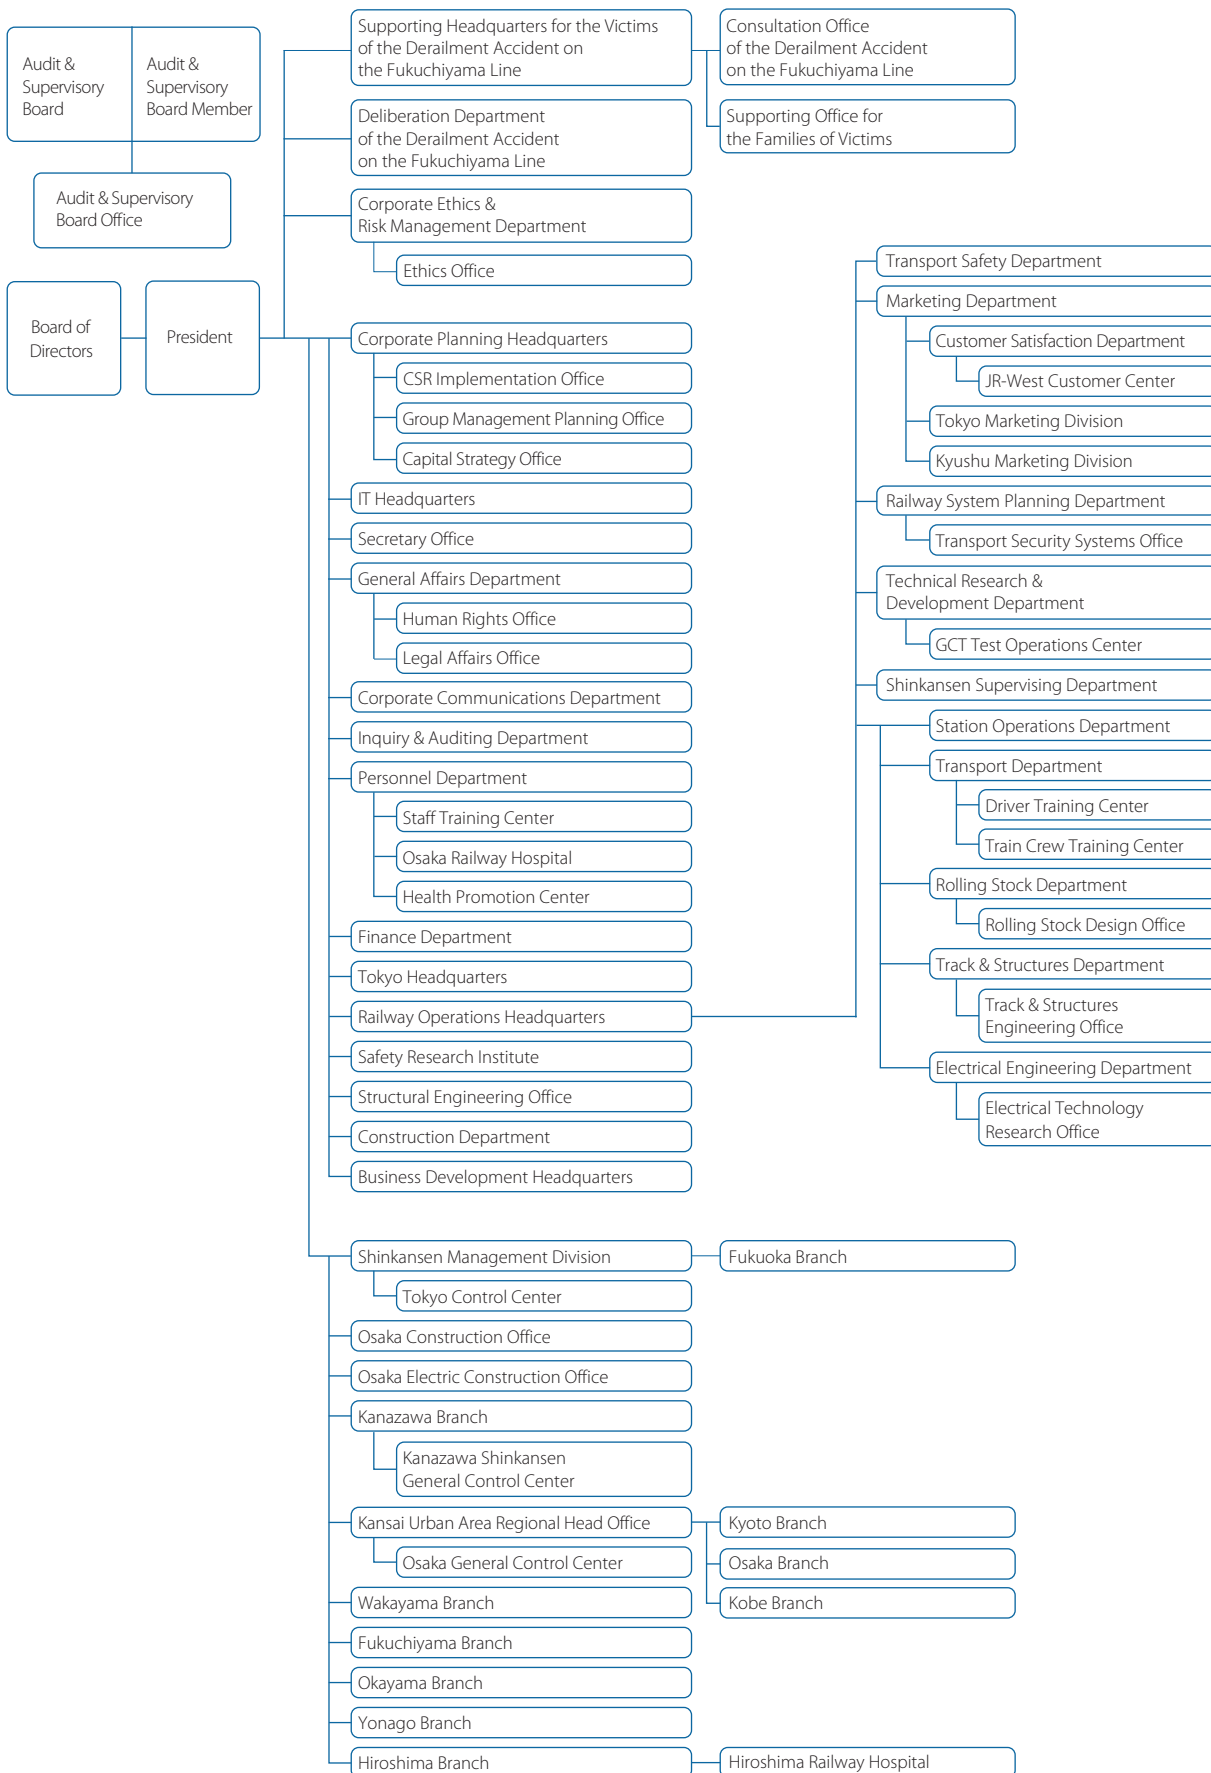 Audit &
Supervisory
Board
Audit &
Supervisory
Board Member
Audit & Supervisory
Board Office
Board of
Directors
President
Supporting Headquarters for the Victims
of the Derailment Accident on
the Fukuchiyama Line
Consultation Office
of the Derailment Accident
on the Fukuchiyama Line
Supporting Office for
the Families of Victims
Deliberation Department
of the Derailment Accident
on the Fukuchiyama Line
Corporate Ethics &
Risk Management Department
Ethics Office
Corporate Planning Headquarters
CSR Implementation Office
Group Management Planning Office
Capital Strategy Office
IT Headquarters
Secretary Office
General Affairs Department
Human Rights Office
Legal Affairs Office
Corporate Communications Department
Inquiry & Auditing Department
Personnel Department
Staff Training Center
Osaka Railway Hospital
Health Promotion Center
Finance Department
Tokyo Headquarters
Railway Operations Headquarters
Safety Research Institute
Structural Engineering Office
Construction Department
Business Development Headquarters
Transport Safety Department
Marketing Department
Customer Satisfaction Department
JR-West Customer Center
Tokyo Marketing Division
Kyushu Marketing Division
Railway System Planning Department
Transport Security Systems Office
Technical Research &
Development Department
GCT Test Operations Center
Shinkansen Supervising Department
Station Operations Department
Transport Department
Driver Training Center
Train Crew Training Center
Rolling Stock Department
Rolling Stock Design Office
Track & Structures Department
Track & Structures
Engineering Office
Electrical Engineering Department
Electrical Technology
Research Office
Shinkansen Management Division
Fukuoka Branch
Tokyo Control Center
Osaka Construction Office
Osaka Electric Construction Office
Kanazawa Branch
Kanazawa Shinkansen
General Control Center
Kansai Urban Area Regional Head Office
Osaka General Control Center
Kyoto Branch
Osaka Branch
Kobe Branch
Wakayama Branch
Fukuchiyama Branch
Okayama Branch
Yonago Branch
Hiroshima Branch
Hiroshima Railway Hospital